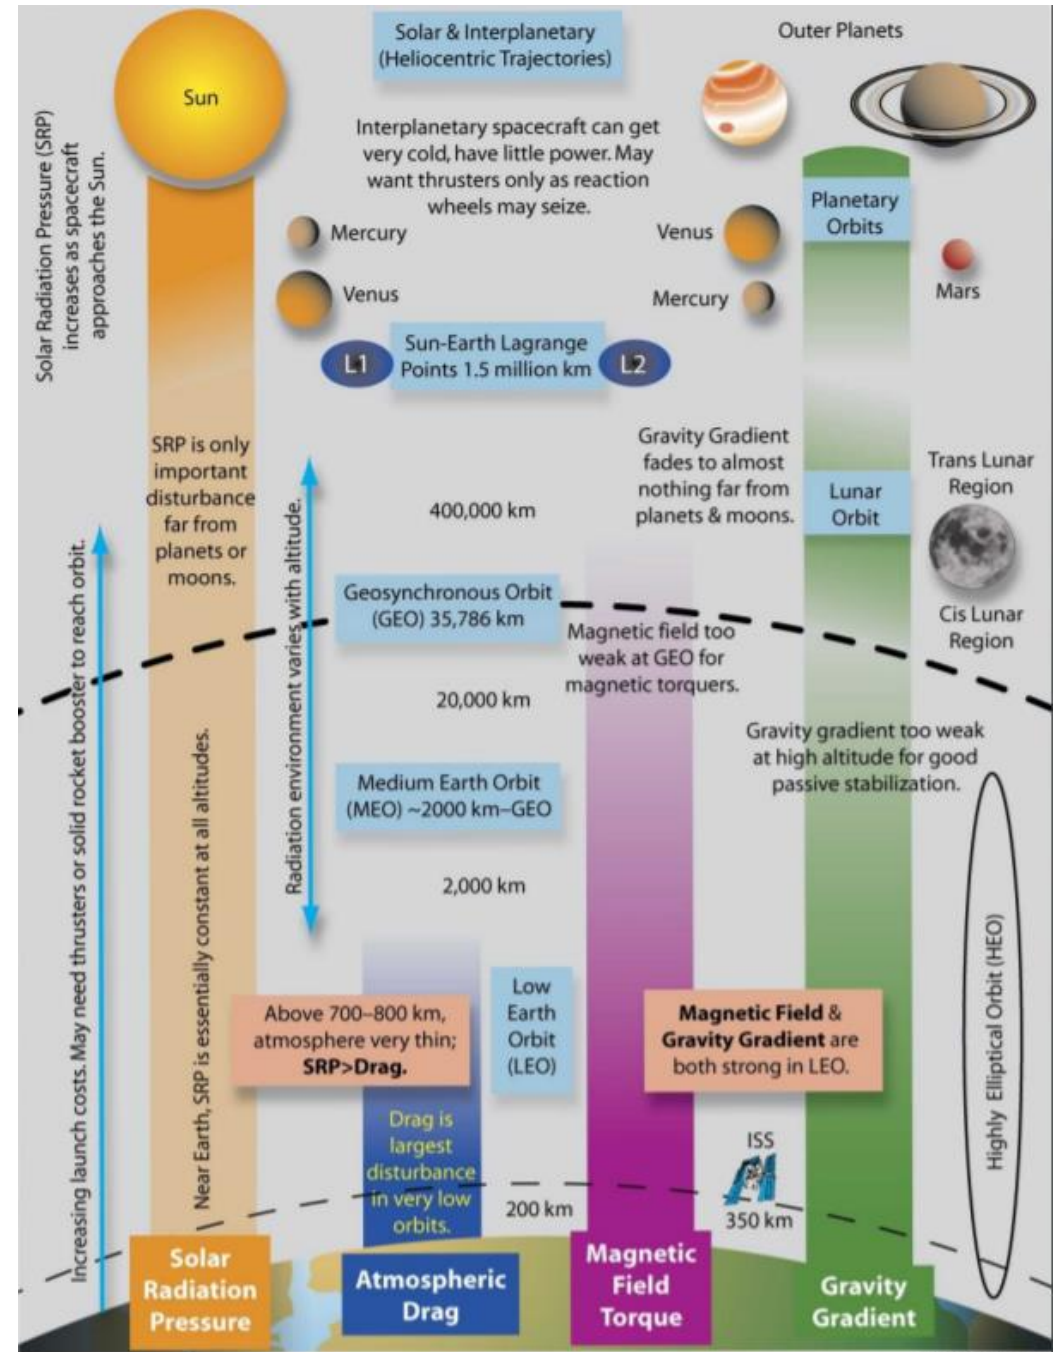 Solar & Interplanetary
(Heliocentric Trajectories)
Outer Planets
Sun
Solar Radiation Pressure (SRP)
increases as spacecraft
approaches the Sun.
Interplanetary spacecraft can get
very cold, have little power. May
want thrusters only as reaction
wheels may seize.
Planetary
Orbits
Mercury
Venus
Venus
Mercury
Mars
Sun-Earth Lagrange
Points 1.5 million km
L1
L2
SRP is only
important
disturbance
far from
planets or
moons.
Gravity Gradient
fades to almost
nothing far from
planets & moons.
Trans Lunar
Region
Lunar
Orbit
400,000 km
Cis Lunar
Region
Increasing launch costs. May need thrusters or solid rocket booster to reach orbit.
Radiation environment varies with altitude.
Geosynchronous Orbit
(GEO) 35,786 km
Magnetic field too
weak at GEO for
magnetic torquers.
20,000 km
Gravity gradient too weak
at high altitude for good
passive stabilization.
Near Earth, SRP is essentially constant at all altitudes.
Medium Earth Orbit
(MEO) ~2000 km–GEO
2,000 km
Highly Elliptical Orbit (HEO)
Above 700–800 km,
atmosphere very thin;
SRP>Drag.
Low
Earth
Orbit
(LEO)
Magnetic Field &
Gravity Gradient are
both strong in LEO.
Drag is
largest
disturbance
in very low
orbits.
200 km
ISS
350 km
Solar
Radiation
Pressure
Atmospheric
Drag
Magnetic
Field
Torque
Gravity
Gradient